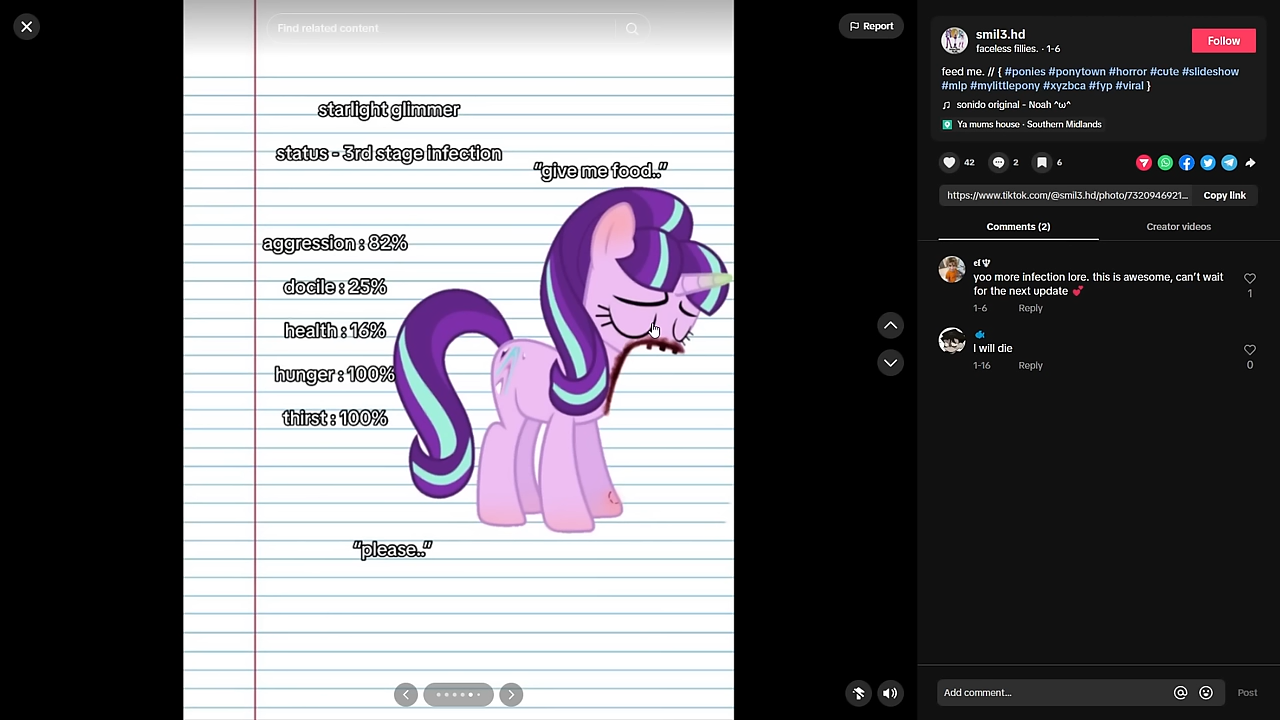 Find related content
Report
starlight glimmer
status - 3rd stage infection
"give me food.."
aggression : 82%
docile : 25%
health : 16%
hunger : 100%
thirst : 100%
"please.."
smil3.hd
faceless fillies. · 1-6
Follow
feed me. // { #ponies #ponytown #horror #cute #slideshow
#mlp #mylittlepony #xyzbca #fyp #viral }
sonido original - Noah ^ω^
Ya mums house · Southern Midlands
42
2
6
https://www.tiktok.com/@smil3.hd/photo/7320946921...
Copy link
Comments (2)
Creator videos
yoo more infection lore. this is awesome, can't wait
for the next update 💕
1
1-6
Reply
I will die
0
1-16
Reply
Add comment...
Post